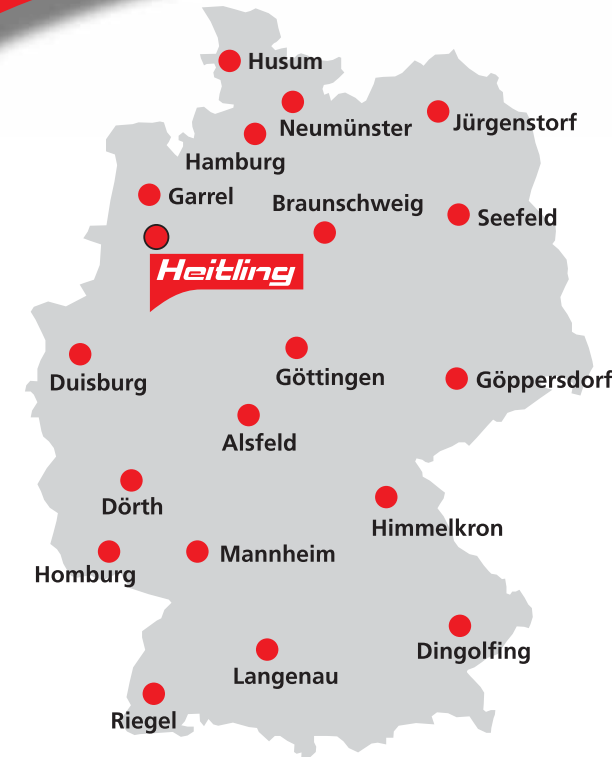 Husum
Neumünster
Jürgenstorf
Hamburg
Garrel
Braunschweig
Seefeld
Heitling
Duisburg
Göttingen
Göppersdorf
Alsfeld
Dörth
Himmelkron
Mannheim
Homburg
Dingolfing
Langenau
Riegel